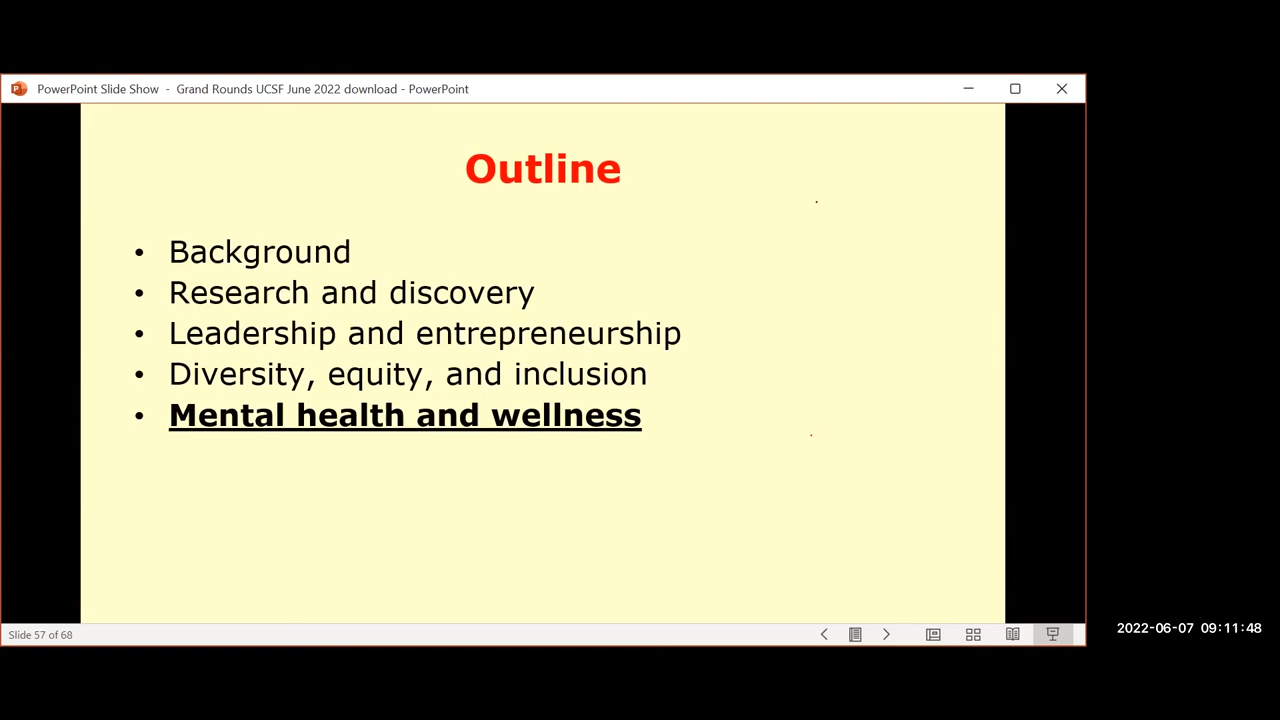 PowerPoint Slide Show - Grand Rounds UCSF June 2022 download - PowerPoint
Outline
• Background
• Research and discovery
• Leadership and entrepreneurship
• Diversity, equity, and inclusion
• Mental health and wellness
Slide 57 of 68
2022-06-07 09:11:48